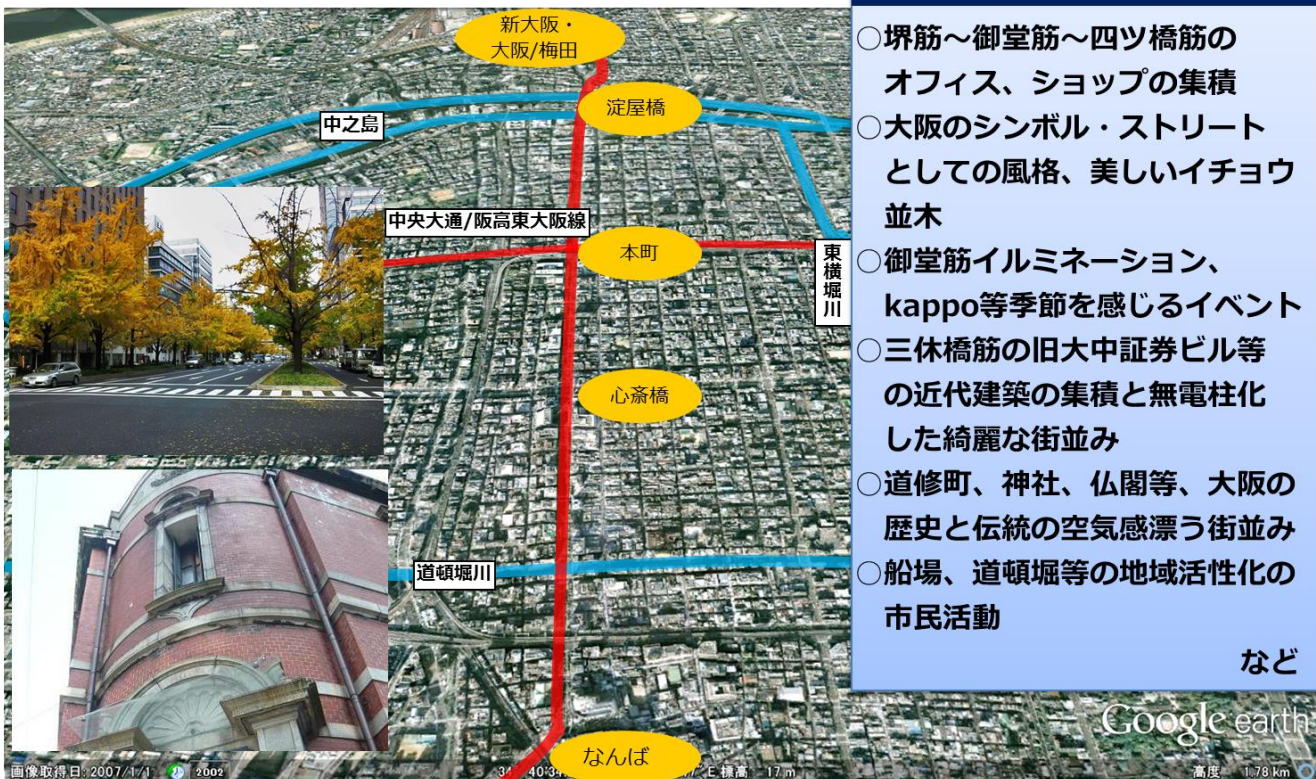 新大阪・
大阪/梅田
淀屋橋
中之島
中央大通/阪高東大阪線
本町
東横堀川
心斎橋
道頓堀川
なんば
○堺筋～御堂筋～四ツ橋筋の
オフィス、ショップの集積
○大阪のシンボル・ストリート
としての風格、美しいイチョウ
並木
○御堂筋イルミネーション、
kappo等季節を感じるイベント
○三休橋筋の旧大中証券ビル等
の近代建築の集積と無電柱化
した綺麗な街並み
○道修町、神社、仏閣等、大阪の
歴史と伝統の空気感漂う街並み
○船場、道頓堀等の地域活性化の
市民活動
など
Google earth
画像取得日: 2007/1/1 2002
E 標高 17 m
高度 1.78 km